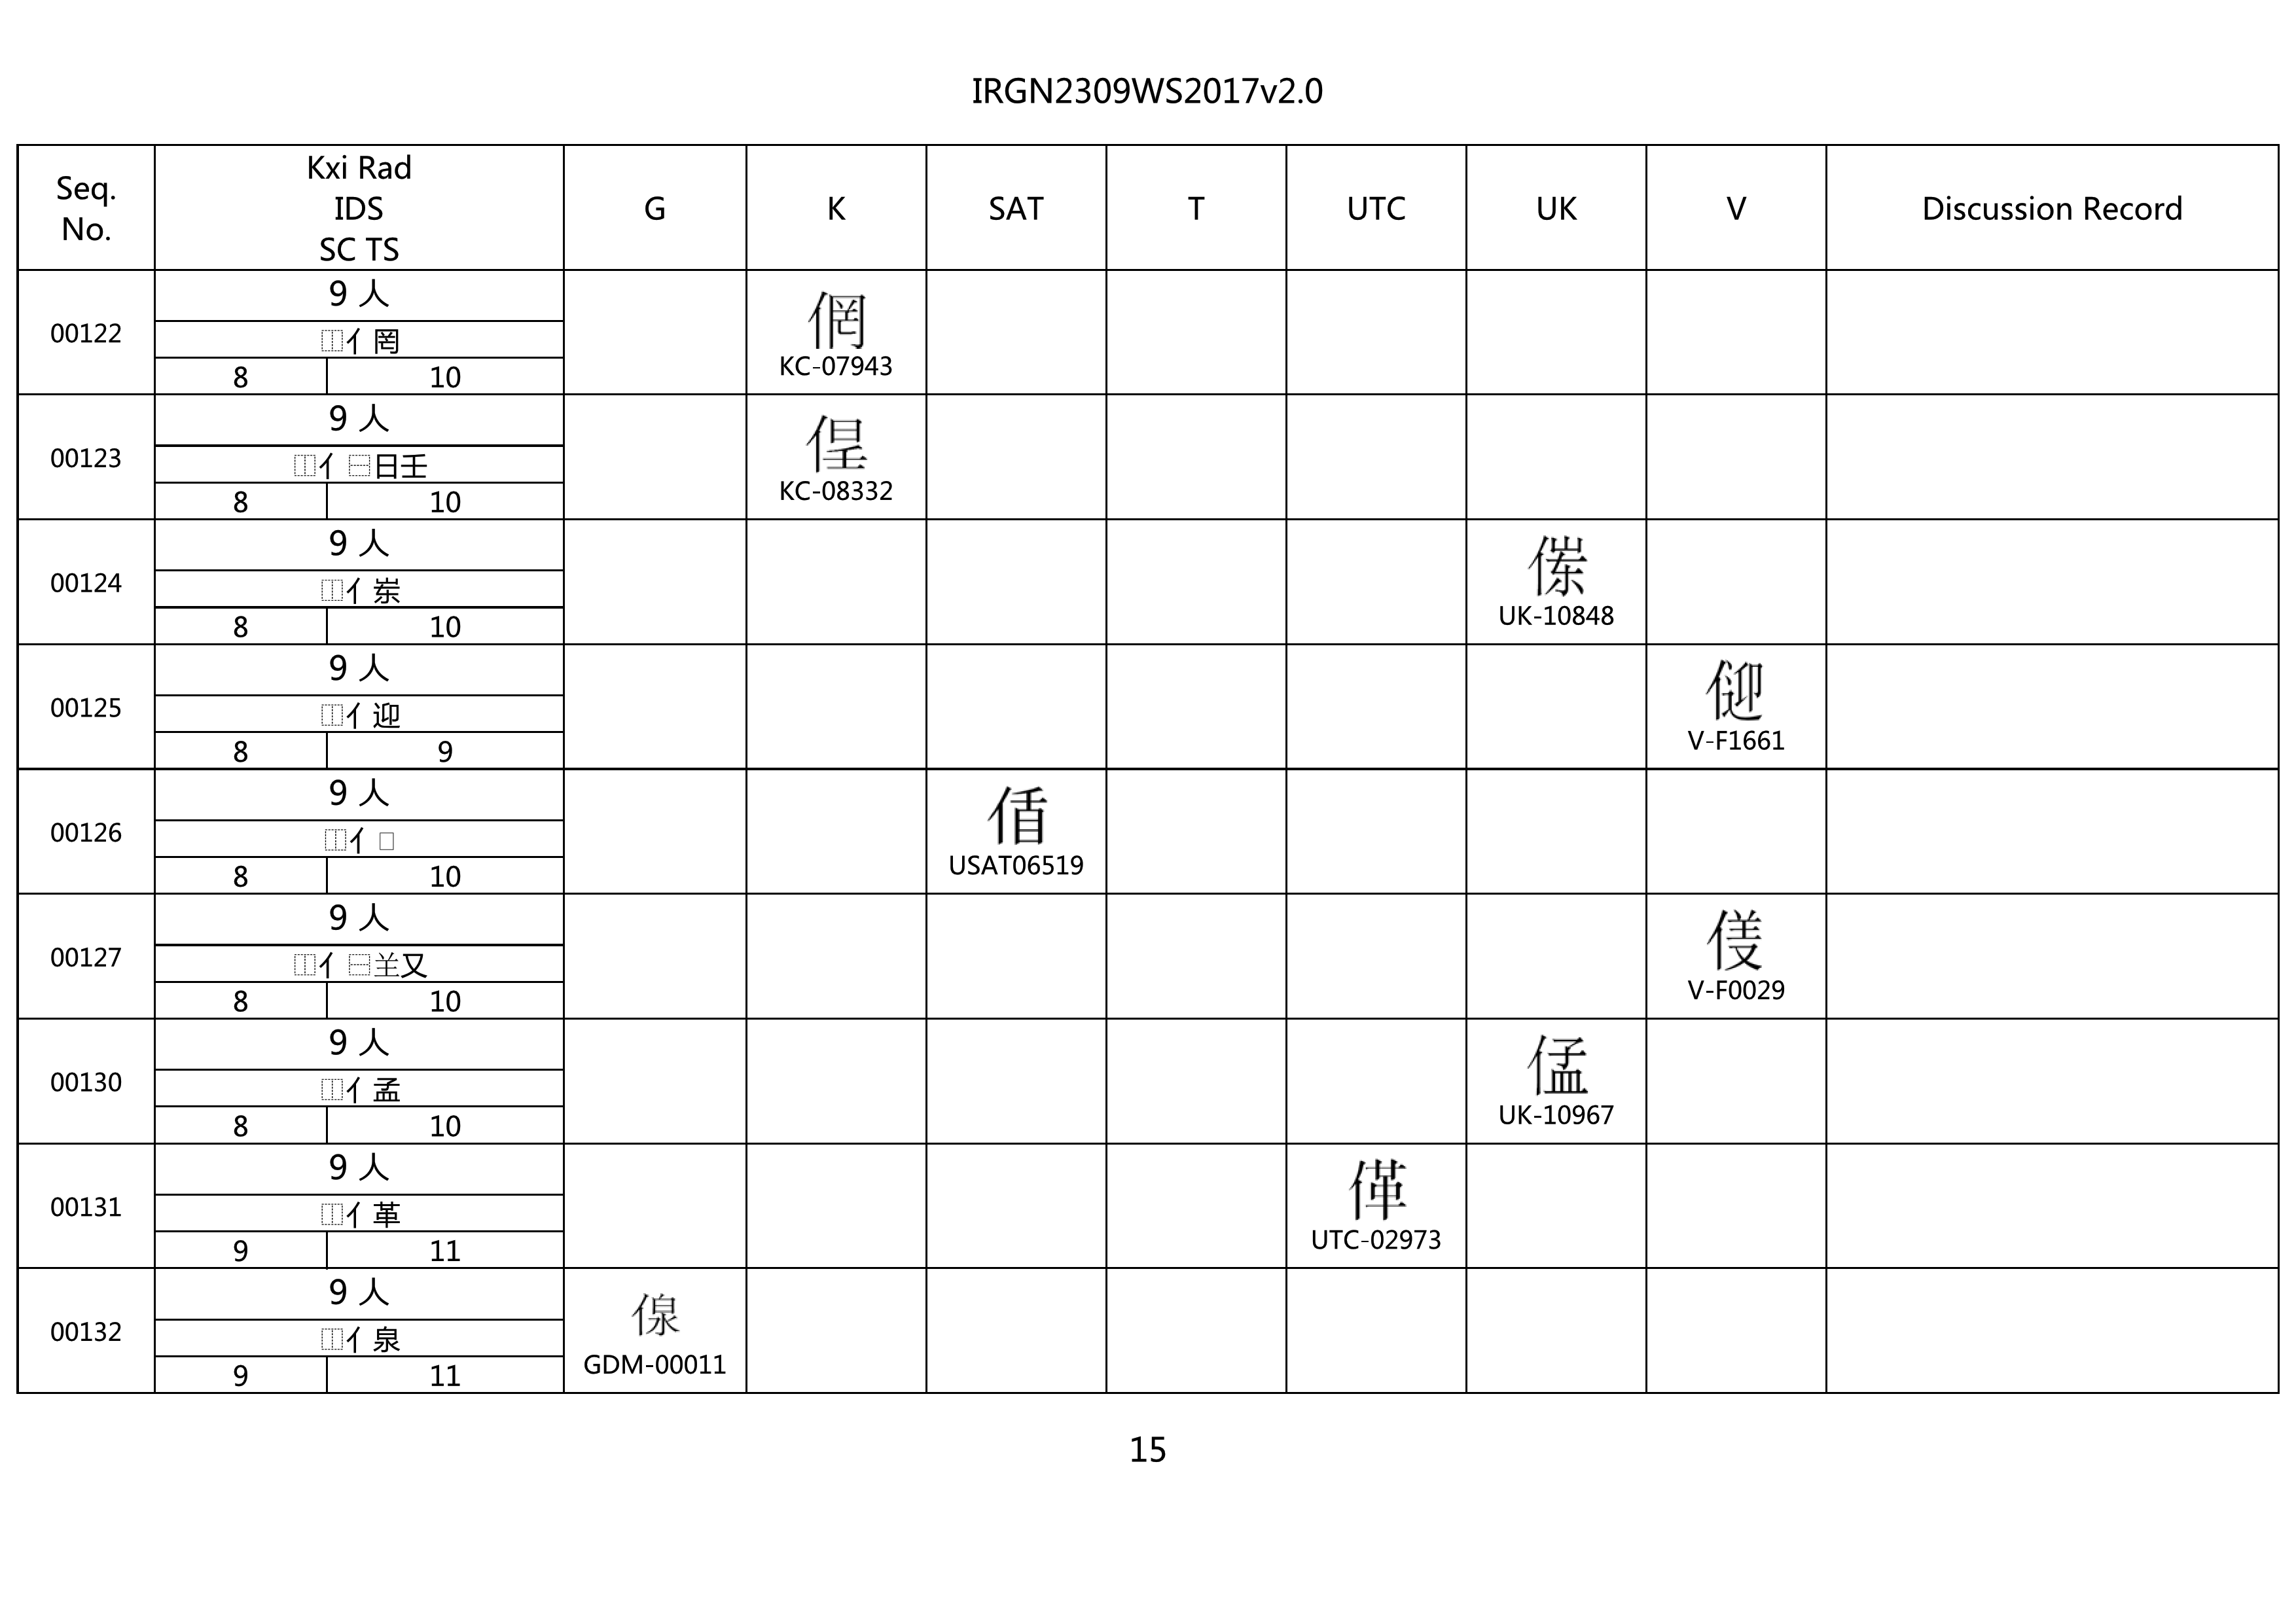 IRGN2309WS2017v2.0
Seq. No.
Kxi Rad
IDS
SC TS
G K SAT T UTC UK V Discussion Record
00122
9 人
⿰亻罔
8 10
KC-07943
00123
9 人
⿰亻⿱日壬
8 10
KC-08332
00124
9 人
⿰亻
8 10
UK-10848
00125
9 人
⿰亻迎
8 9
V-F1661
00126
9 人
⿰亻
8 10
USAT06519
00127
9 人
⿰亻⿱𦍌又
8 10
V-F0029
00130
9 人
⿰亻孟
8 10
UK-10967
00131
9 人
⿰亻革
9 11
UTC-02973
00132
9 人
⿰亻泉
9 11
GDM-00011
15